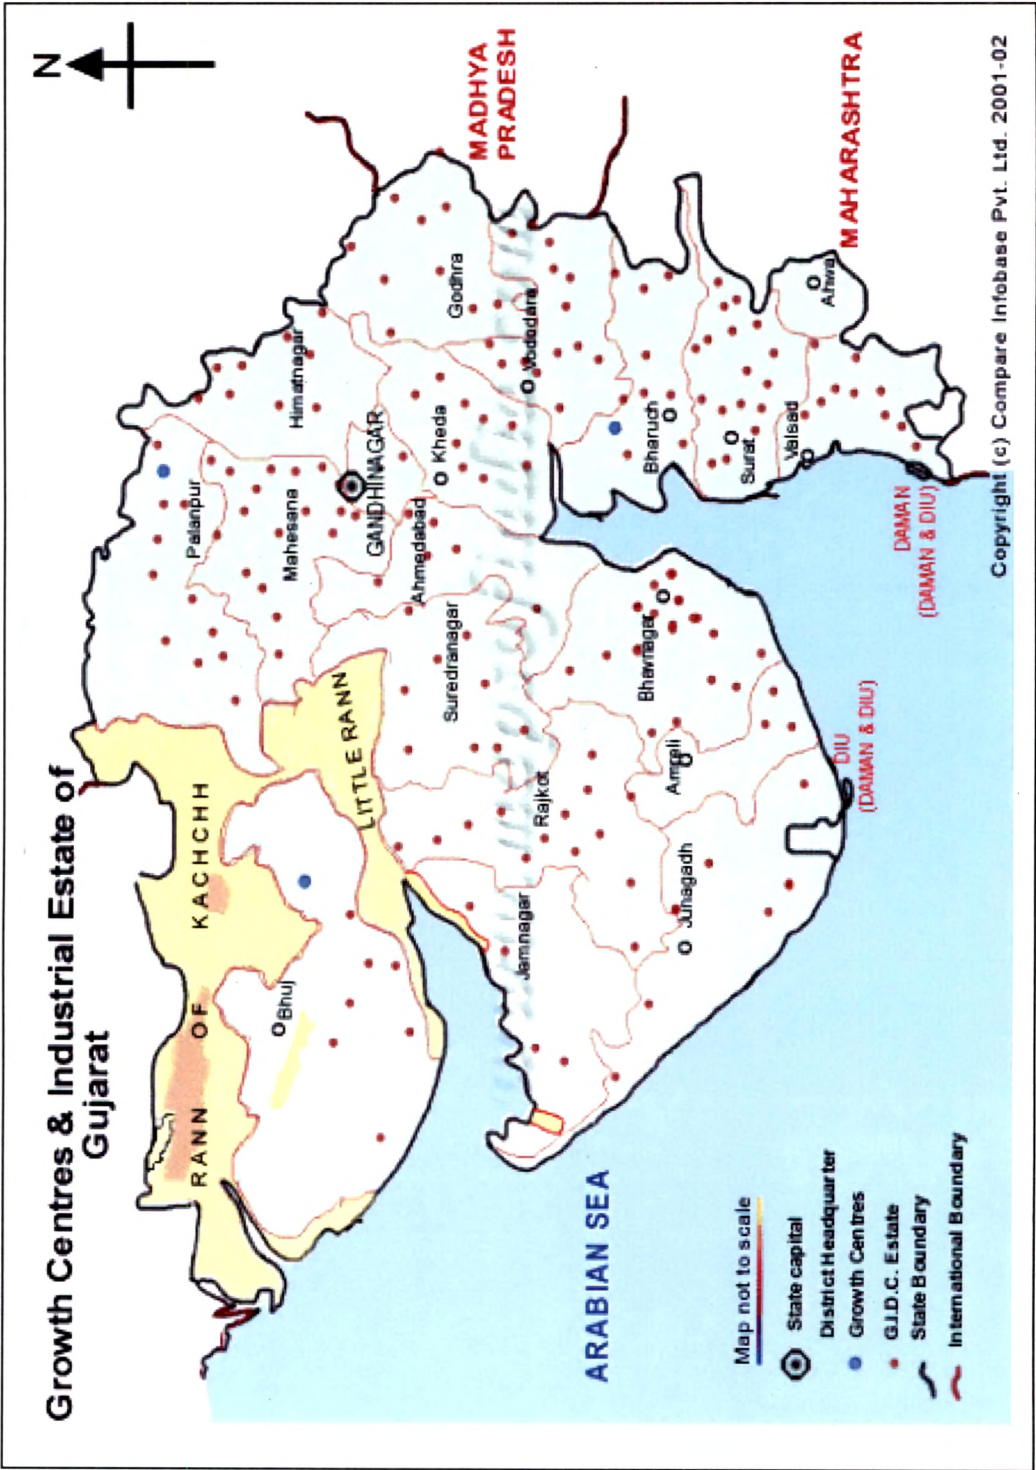 Growth Centres & Industrial Estate of
Gujarat
N
RANN OF KACHCHH
LITTLE RANN
Bhuj
Palanpur
Mahesana
Himatnagar
GANDHINAGAR
Ahmedabad
Kheda
Godhra
MADHYA
PRADESH
Suredranagar
Vododara
Jamnagar
Rajkot
Bhavnagar
Amreli
Junagadh
Bharuch
Surat
Valsad
Ahwa
MAHARASHTRA
DAMAN
(DAMAN & DIU)
DIU
(DAMAN & DIU)
ARABIAN SEA
Map not to scale
State capital
District Headquarter
Growth Centres
G.I.D.C. Estate
State Boundary
International Boundary
Copyright (c) Compare Infobase Pvt. Ltd. 2001-02